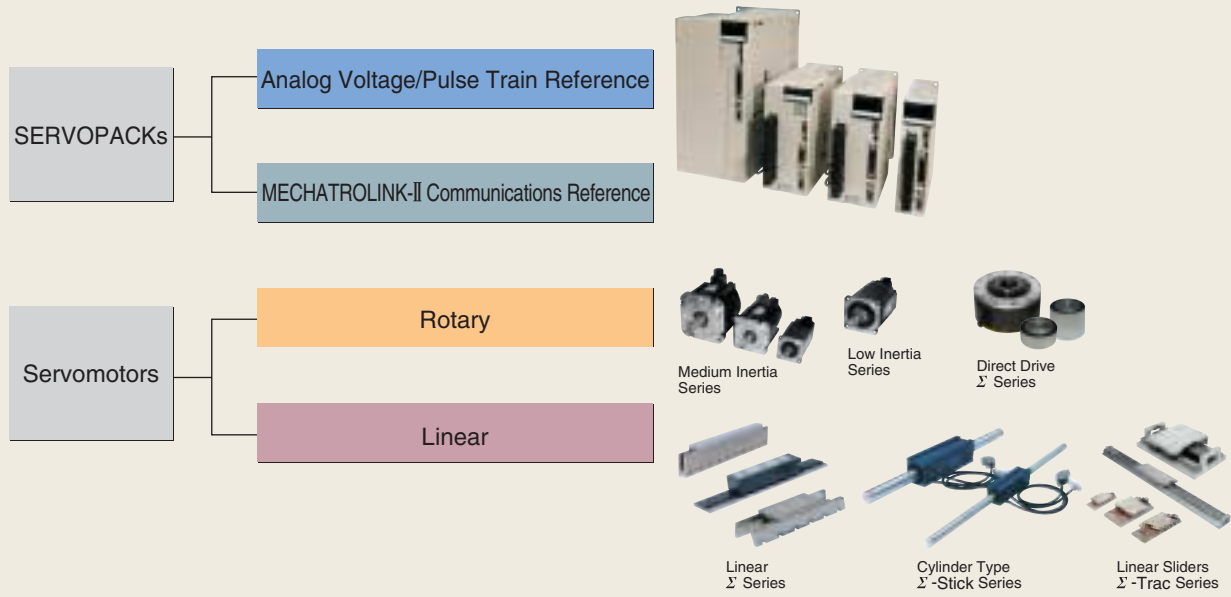 SERVOPACKs
Analog Voltage/Pulse Train Reference
MECHATROLINK-Ⅱ Communications Reference
Servomotors
Rotary
Linear
Medium Inertia
Series
Low Inertia
Series
Direct Drive
Σ Series
Linear
Σ Series
Cylinder Type
Σ -Stick Series
Linear Sliders
Σ -Trac Series